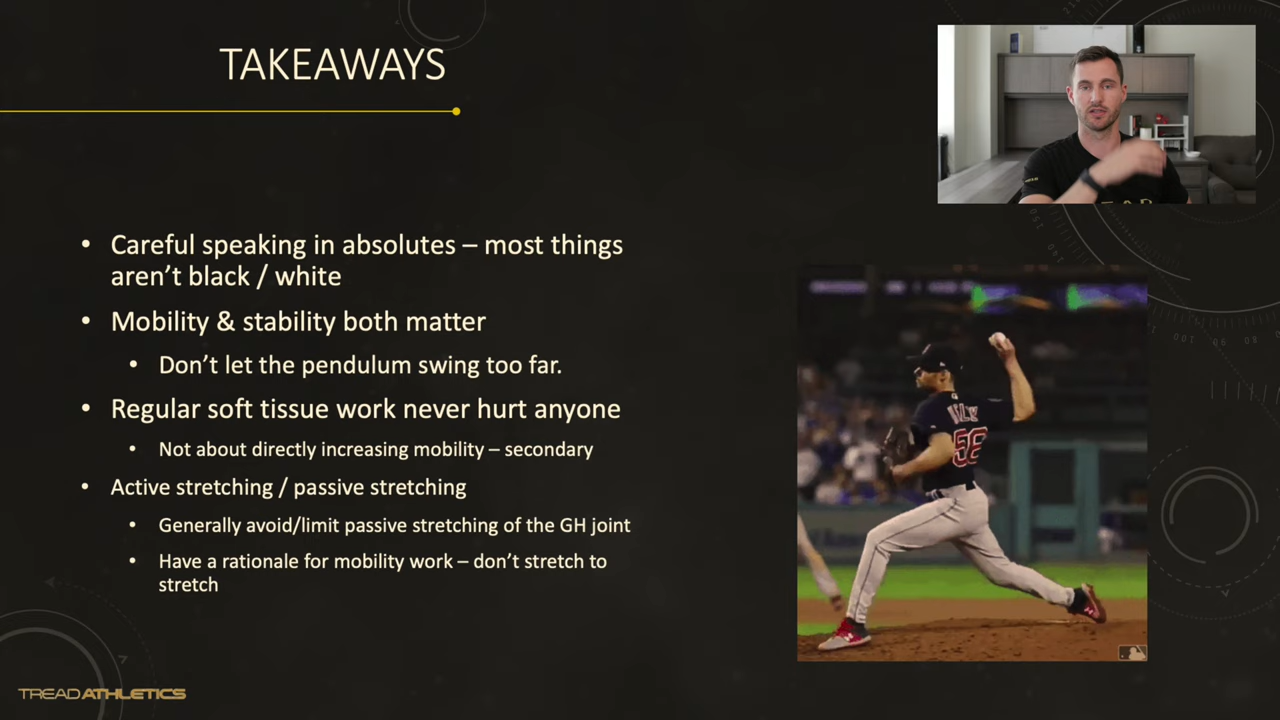 TAKEAWAYS
• Careful speaking in absolutes – most things
aren't black / white
• Mobility & stability both matter
• Don't let the pendulum swing too far.
• Regular soft tissue work never hurt anyone
• Not about directly increasing mobility – secondary
• Active stretching / passive stretching
• Generally avoid/limit passive stretching of the GH joint
• Have a rationale for mobility work – don't stretch to
stretch
56
TREADATHLETICS